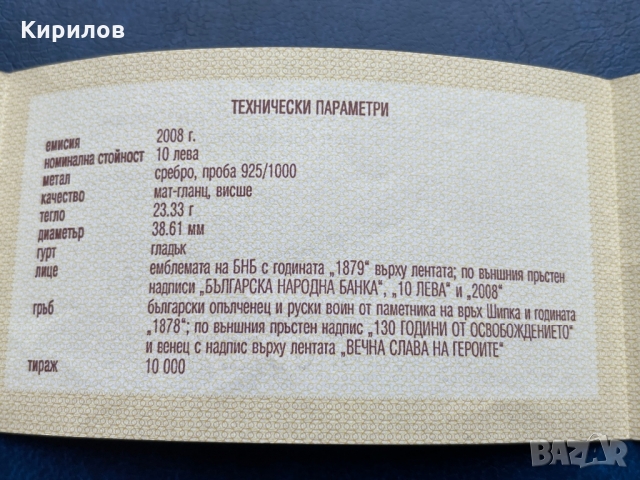 Кирилов
ТЕХНИЧЕСКИ ПАРАМЕТРИ
емисия 2008 г.
номинална стойност 10 лева
метал сребро, проба 925/1000
качество мат-гланц, висше
тегло 23.33 г
диаметър 38.61 мм
гурт гладък
лице емблемата на БНБ с годината „1879“ върху лентата; по външния пръстен
надписи „БЪЛГАРСКА НАРОДНА БАНКА“, „10 ЛЕВА“ и „2008“
гръб български опълченец и руски воин от паметника на връх Шипка и годината
„1878“; по външния пръстен надпис „130 ГОДИНИ ОТ ОСВОБОЖДЕНИЕТО“
и венец с надпис върху лентата „ВЕЧНА СЛАВА НА ГЕРОИТЕ“
тираж 10 000
BAZAR